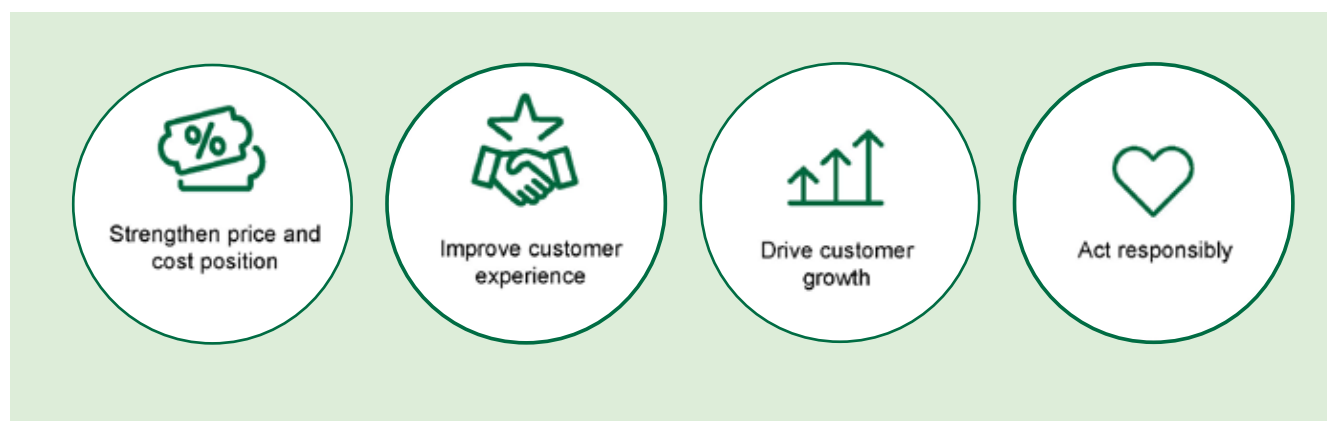 %
Strengthen price and
cost position
Improve customer
experience
Drive customer
growth
Act responsibly